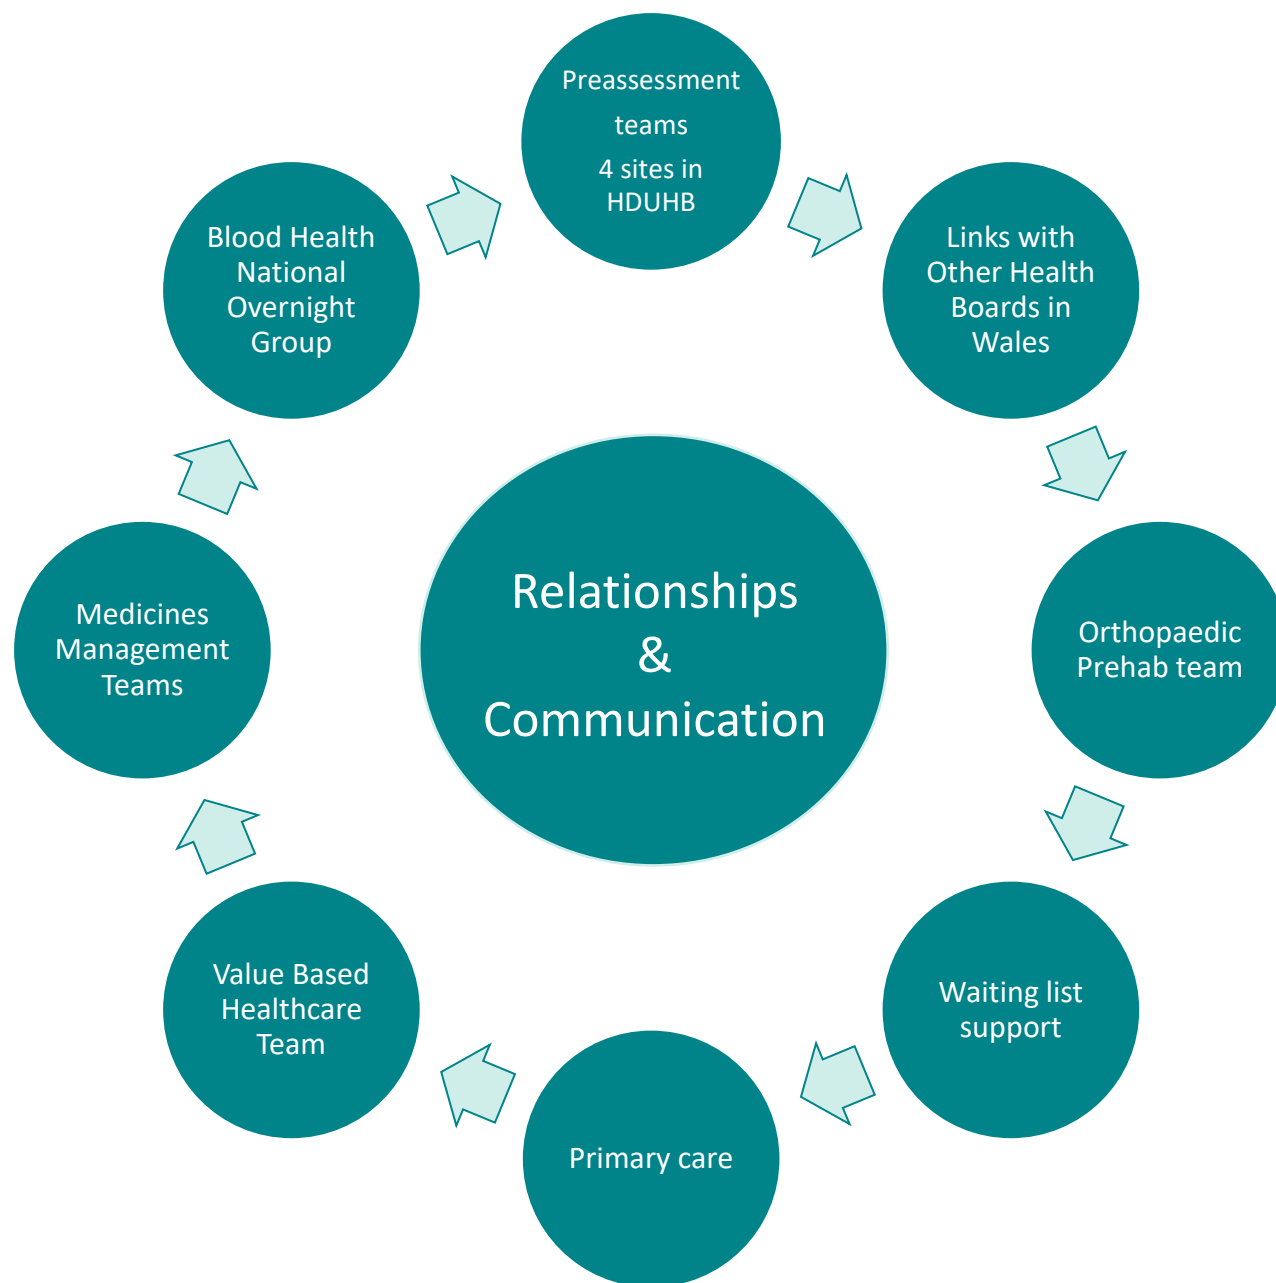 Preassessment
teams
4 sites in
HDUHB
Links with
Other Health
Boards in
Wales
Orthopaedic
Prehab team
Waiting list
support
Primary care
Value Based
Healthcare
Team
Medicines
Management
Teams
Blood Health
National
Overnight
Group
Relationships
&
Communication